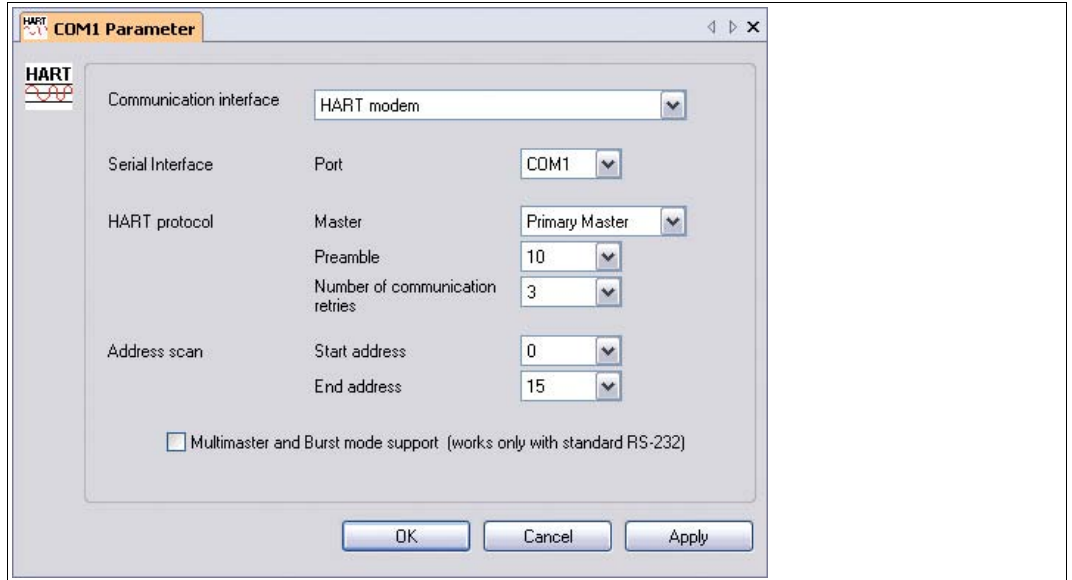 HART COM1 Parameter
HART
Communication interface HART modem
Serial Interface Port COM1
HART protocol Master Primary Master
Preamble 10
Number of communication retries 3
Address scan Start address 0
End address 15
Multimaster and Burst mode support (works only with standard RS-232)
OK Cancel Apply